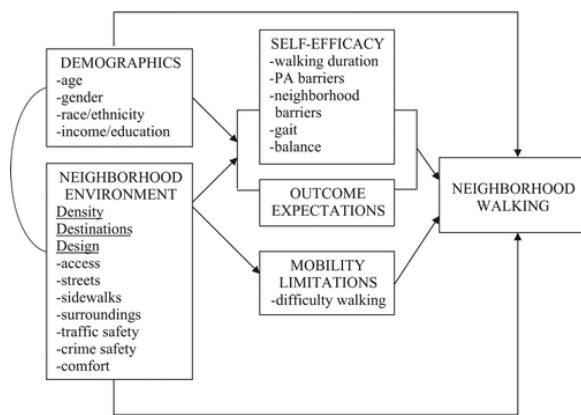 DEMOGRAPHICS
-age
-gender
-race/ethnicity
-income/education
NEIGHBORHOOD
ENVIRONMENT
Density
Destinations
Design
-access
-streets
-sidewalks
-surroundings
-traffic safety
-crime safety
-comfort
SELF-EFFICACY
-walking duration
-PA barriers
-neighborhood
barriers
-gait
-balance
OUTCOME
EXPECTATIONS
MOBILITY
LIMITATIONS
-difficulty walking
NEIGHBORHOOD
WALKING